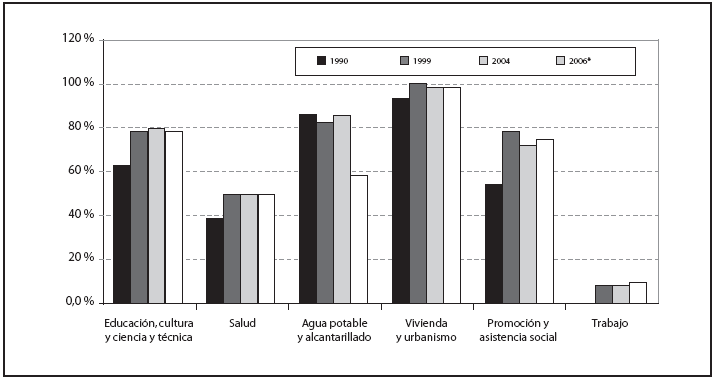 120 %
1990
1999
2004
2006*
100 %
80 %
60 %
40 %
20 %
0,0 %
Educación, cultura
y ciencia y técnica
Salud
Agua potable
y alcantarillado
Vivienda
y urbanismo
Promoción y
asistencia social
Trabajo